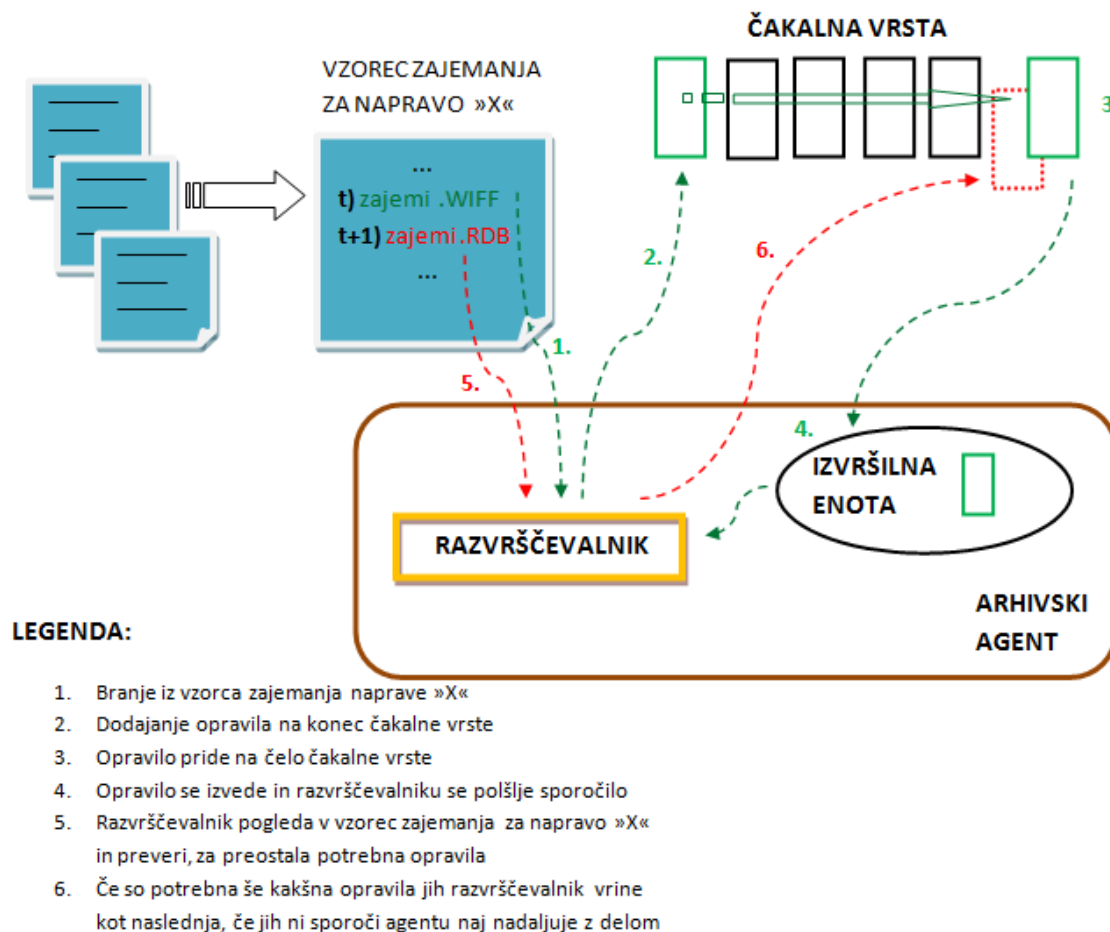 ČAKALNA VRSTA
VZOREC ZAJEMANJA
ZA NAPRAVO »X«
...
t) zajemi .WIFF
t+1) zajemi .RDB
...
3
2.
6.
1.
5.
4.
IZVRŠILNA
ENOTA
RAZVRŠČEVALNIK
ARHIVSKI
AGENT
LEGENDA:
1. Branje iz vzorca zajemanja naprave »X«
2. Dodajanje opravila na konec čakalne vrste
3. Opravilo pride na čelo čakalne vrste
4. Opravilo se izvede in razvrščevalniku se polšlje sporočilo
5. Razvrščevalnik pogleda v vzorec zajemanja za napravo »X«
in preveri, za preostala potrebna opravila
6. Če so potrebna še kakšna opravila jih razvrščevalnik vrine
kot naslednja, če jih ni sporoči agentu naj nadaljuje z delom